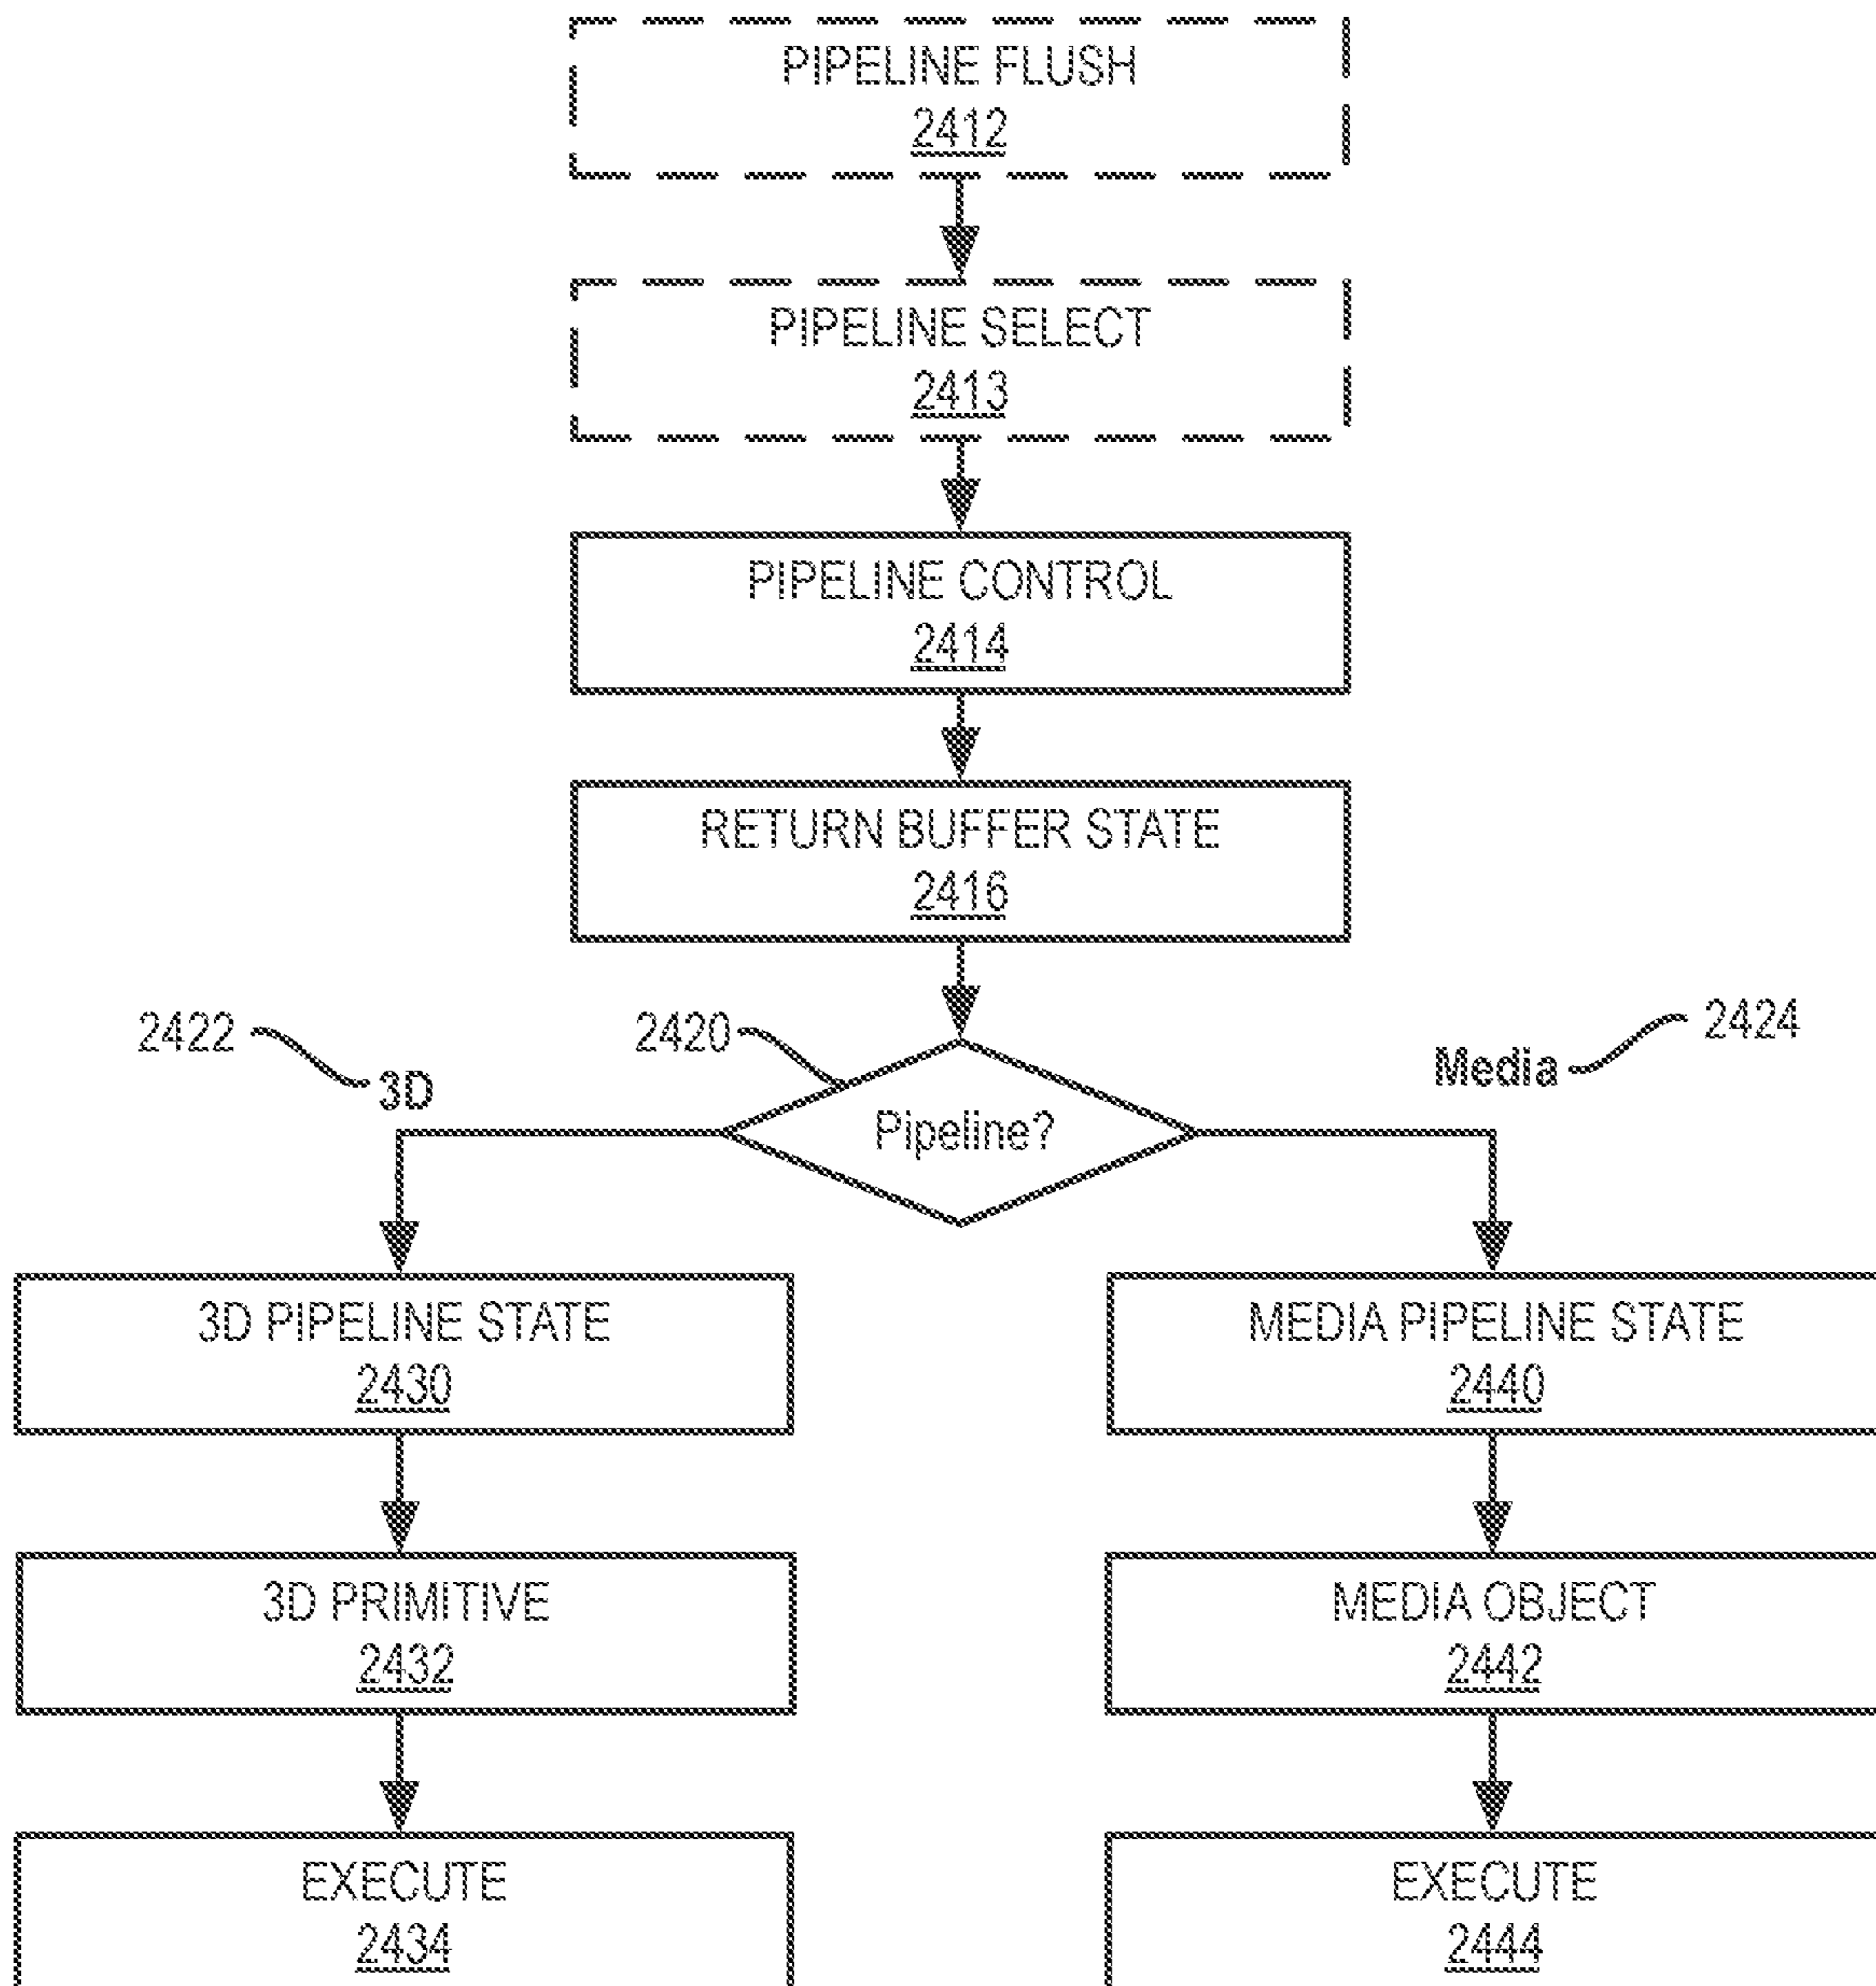 PIPELINE FLUSH
2412
PIPELINE SELECT
2413
PIPELINE CONTROL
2414
RETURN BUFFER STATE
2416
2422
2420
2424
3D
Media
Pipeline?
3D PIPELINE STATE
2430
MEDIA PIPELINE STATE
2440
3D PRIMITIVE
2432
MEDIA OBJECT
2442
EXECUTE
2434
EXECUTE
2444